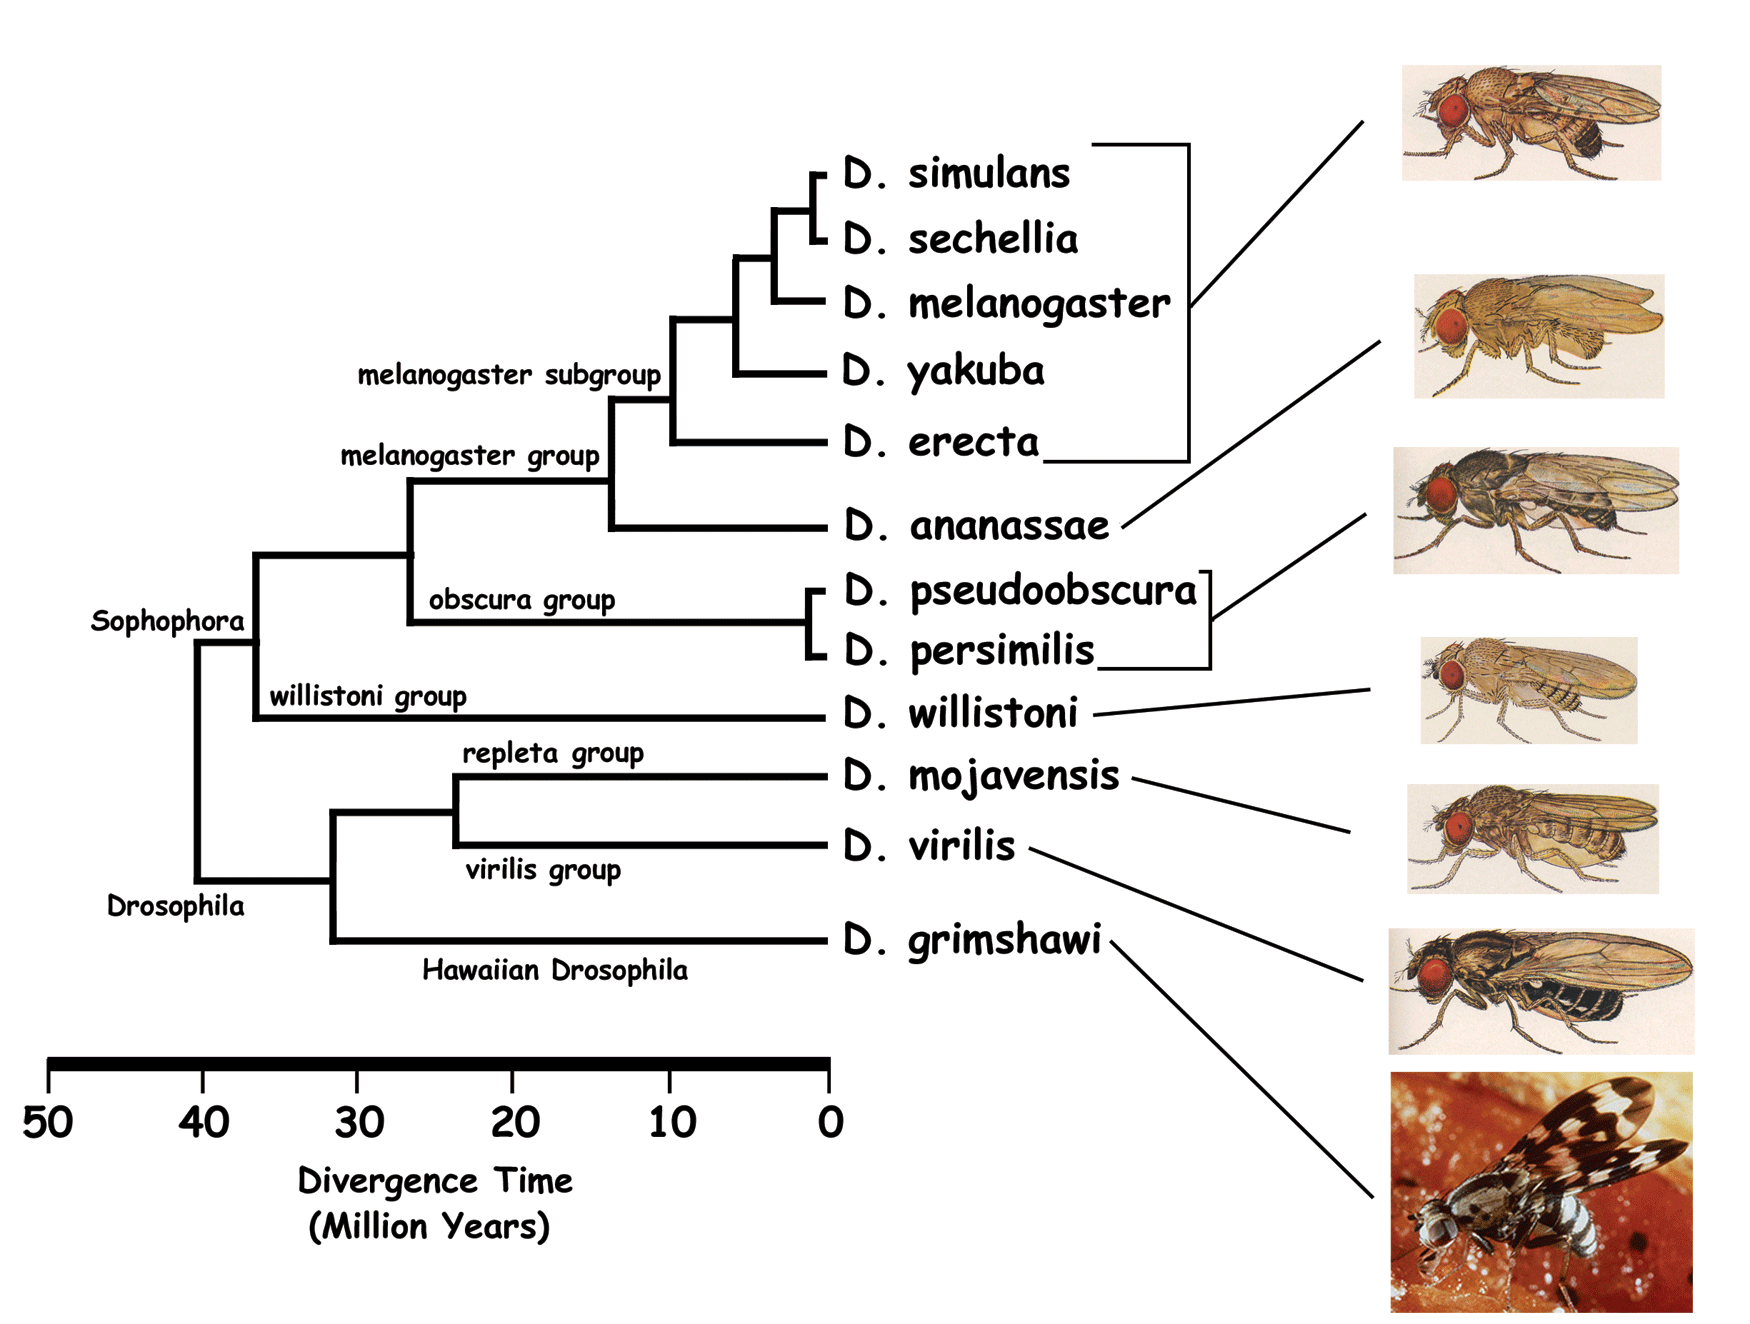 D. simulans
D. sechellia
D. melanogaster
melanogaster subgroup
D. yakuba
D. erecta
melanogaster group
D. ananassae
D. pseudoobscura
obscura group
Sophophora
D. persimilis
willistoni group
D. willistoni
repleta group
D. mojavensis
D. virilis
virilis group
Drosophila
D. grimshawi
Hawaiian Drosophila
50 40 30 20 10 0
Divergence Time
(Million Years)